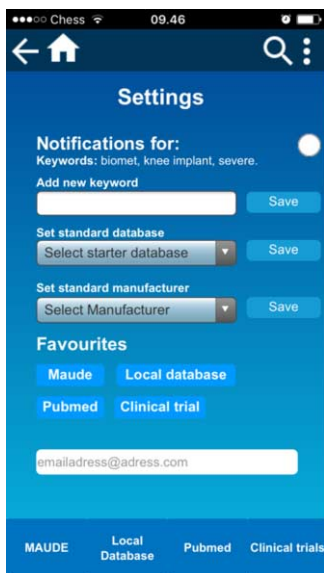 Chess 09.46
Settings
Notifications for:
Keywords: biomet, knee implant, severe.
Add new keyword
Save
Set standard database
Select starter database Save
Set standard manufacturer
Select Manufacturer Save
Favourites
Maude Local database
Pubmed Clinical trial
emailadress@adress.com
MAUDE Local Database Pubmed Clinical trials